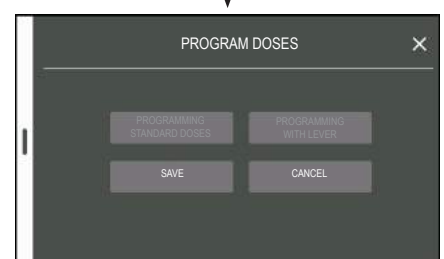 PROGRAM DOSES
PROGRAMMING
STANDARD DOSES
PROGRAMMING
WITH LEVER
SAVE
CANCEL